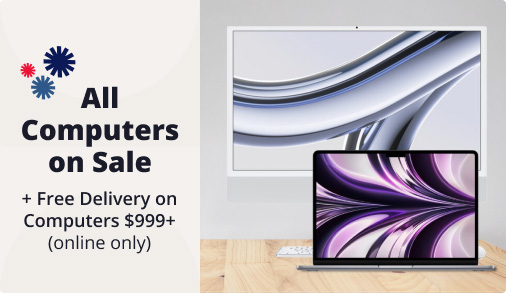 All
Computers
on Sale
+ Free Delivery on
Computers $999+
(online only)